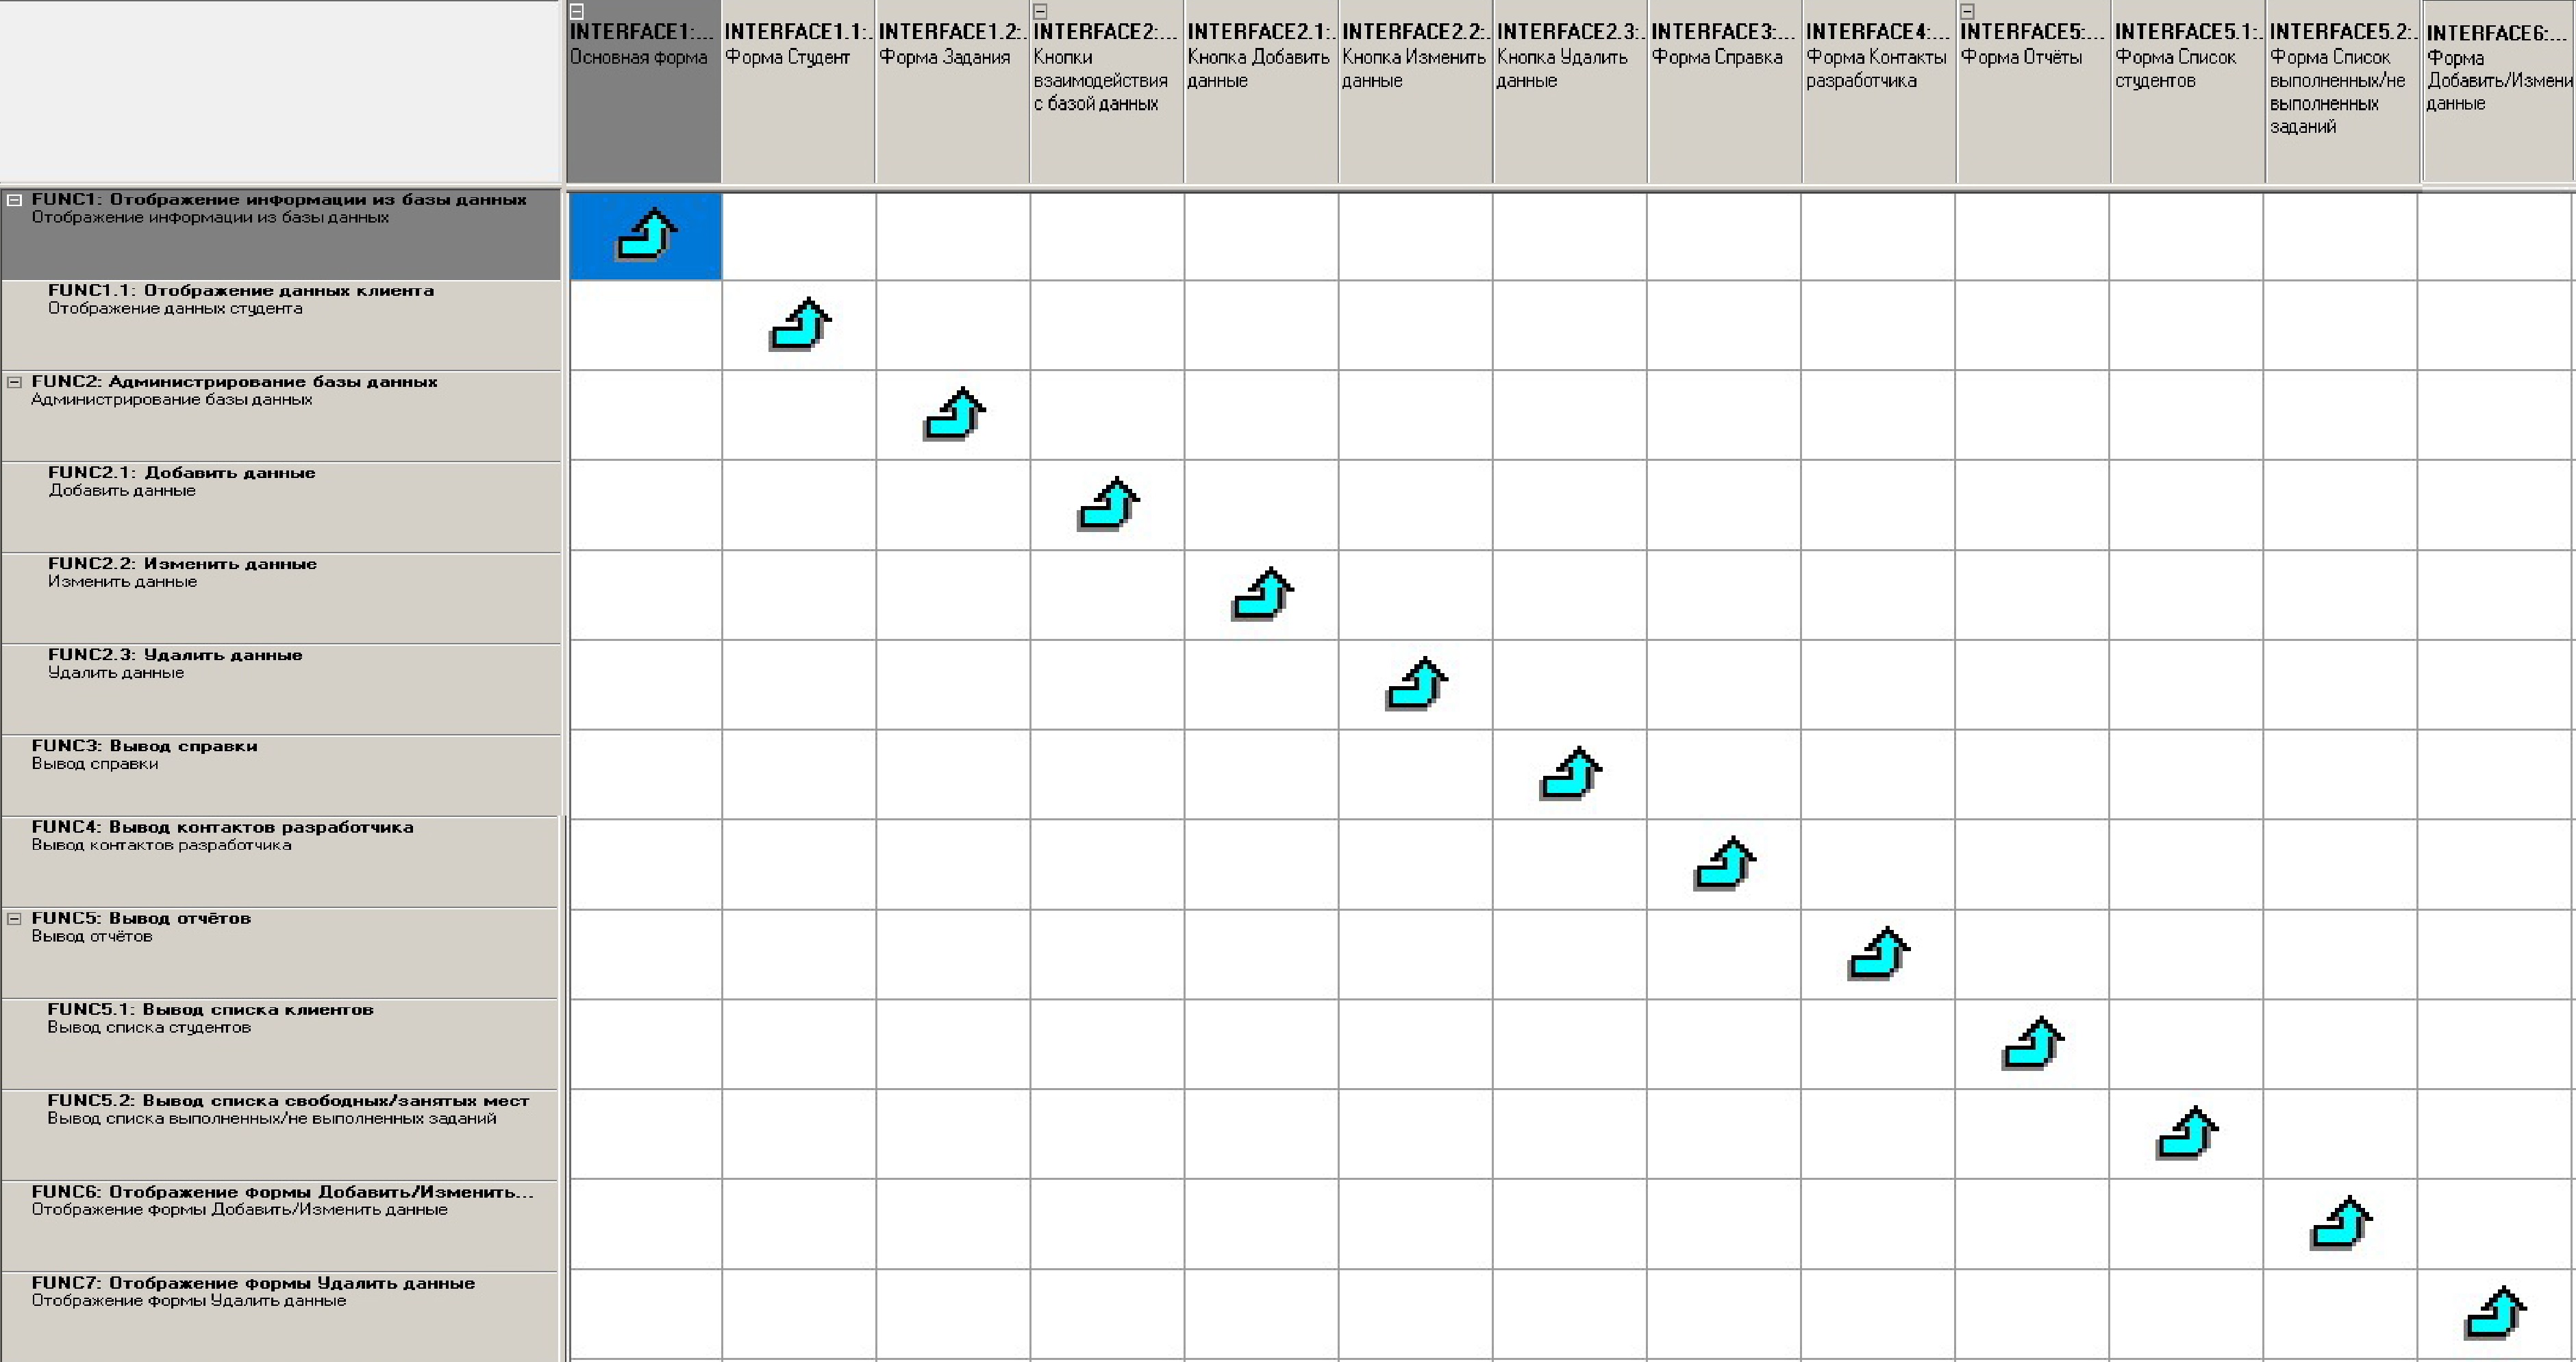 INTERFACE1:...
Основная форма
INTERFACE1.1:.
Форма Студент
INTERFACE1.2:.
Форма Задания
INTERFACE2:...
Кнопки
взаимодействия
с базой данных
INTERFACE2.1:.
Кнопка Добавить
данные
INTERFACE2.2:.
Кнопка Изменить
данные
INTERFACE2.3:.
Кнопка Удалить
данные
INTERFACE3:...
Форма Справка
INTERFACE4:...
Форма Контакты
разработчика
INTERFACE5:...
Форма Отчёты
INTERFACE5.1:.
Форма Список
студентов
INTERFACE5.2:.
Форма Список
выполненных/не
выполненных
заданий
INTERFACE6:...
Форма
Добавить/Измени
данные
FUNC1: Отображение информации из базы данных
Отображение информации из базы данных
FUNC1.1: Отображение данных клиента
Отображение данных студента
FUNC2: Администрирование базы данных
Администрирование базы данных
FUNC2.1: Добавить данные
Добавить данные
FUNC2.2: Изменить данные
Изменить данные
FUNC2.3: Удалить данные
Удалить данные
FUNC3: Вывод справки
Вывод справки
FUNC4: Вывод контактов разработчика
Вывод контактов разработчика
FUNC5: Вывод отчётов
Вывод отчётов
FUNC5.1: Вывод списка клиентов
Вывод списка студентов
FUNC5.2: Вывод списка свободных/занятых мест
Вывод списка выполненных/не выполненных заданий
FUNC6: Отображение формы Добавить/Изменить...
Отображение формы Добавить/Изменить данные
FUNC7: Отображение формы Удалить данные
Отображение формы Удалить данные